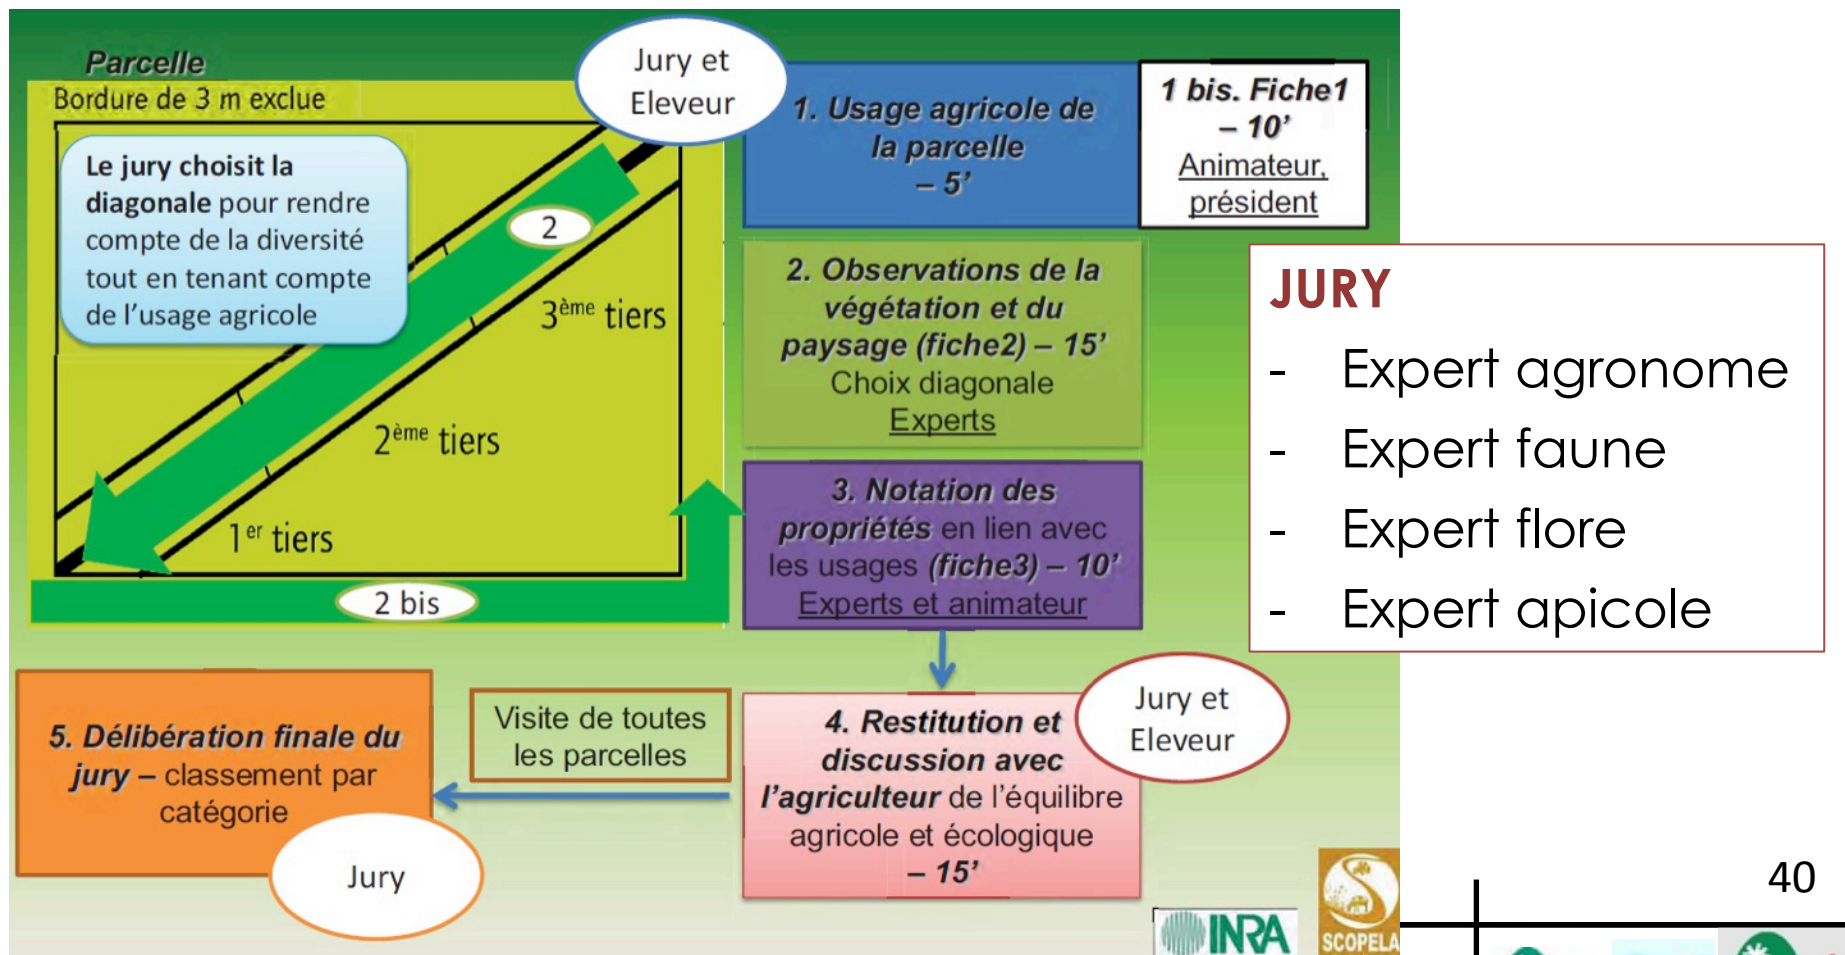 Parcelle
Bordure de 3 m exclue
Le jury choisit la
diagonale pour rendre
compte de la diversité
tout en tenant compte
de l'usage agricole
2
3ème tiers
2ème tiers
1er tiers
2 bis
Jury et
Eleveur
1. Usage agricole de
la parcelle
– 5'
1 bis. Fiche1
– 10'
Animateur,
président
2. Observations de la
végétation et du
paysage (fiche2) – 15'
Choix diagonale
Experts
3. Notation des
propriétés en lien avec
les usages (fiche3) – 10'
Experts et animateur
JURY
- Expert agronome
- Expert faune
- Expert flore
- Expert apicole
Jury et
Eleveur
4. Restitution et
discussion avec
l'agriculteur de l'équilibre
agricole et écologique
– 15'
Visite de toutes
les parcelles
5. Délibération finale du
jury – classement par
catégorie
Jury
INRA
SCOPELA
40